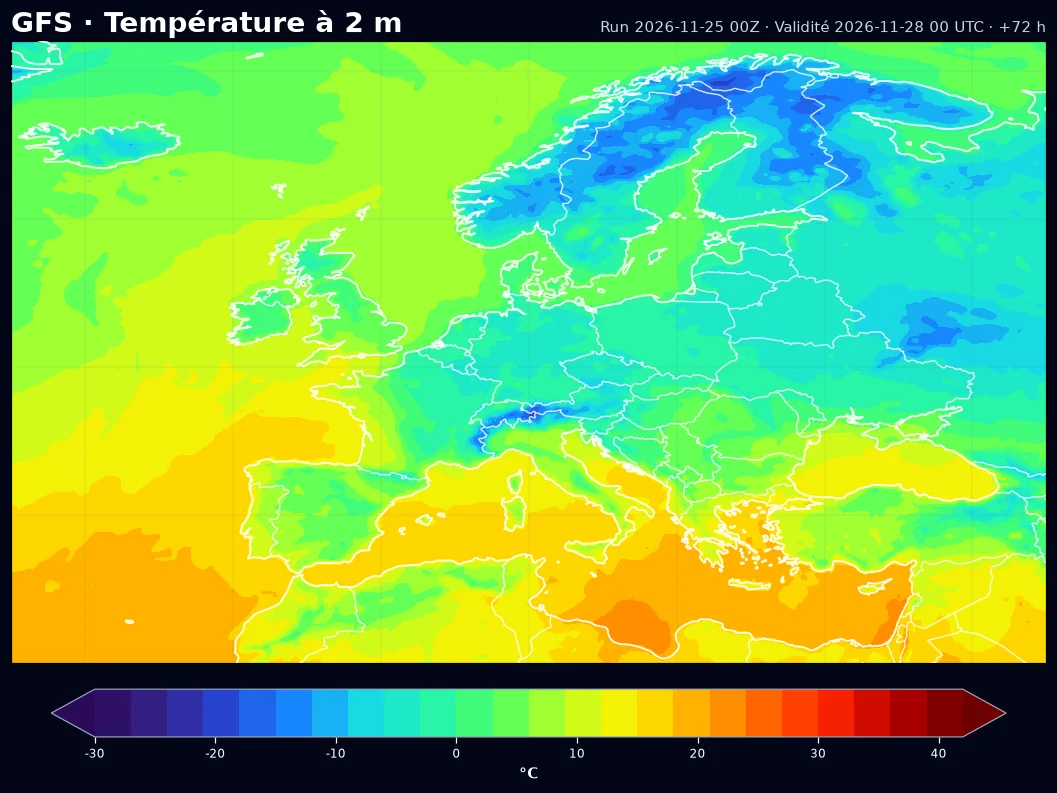 GFS · Température à 2 m
Run 2026-11-25 00Z · Validité 2026-11-28 00 UTC · +72 h
-30 -20 -10 0 10 20 30 40
°C